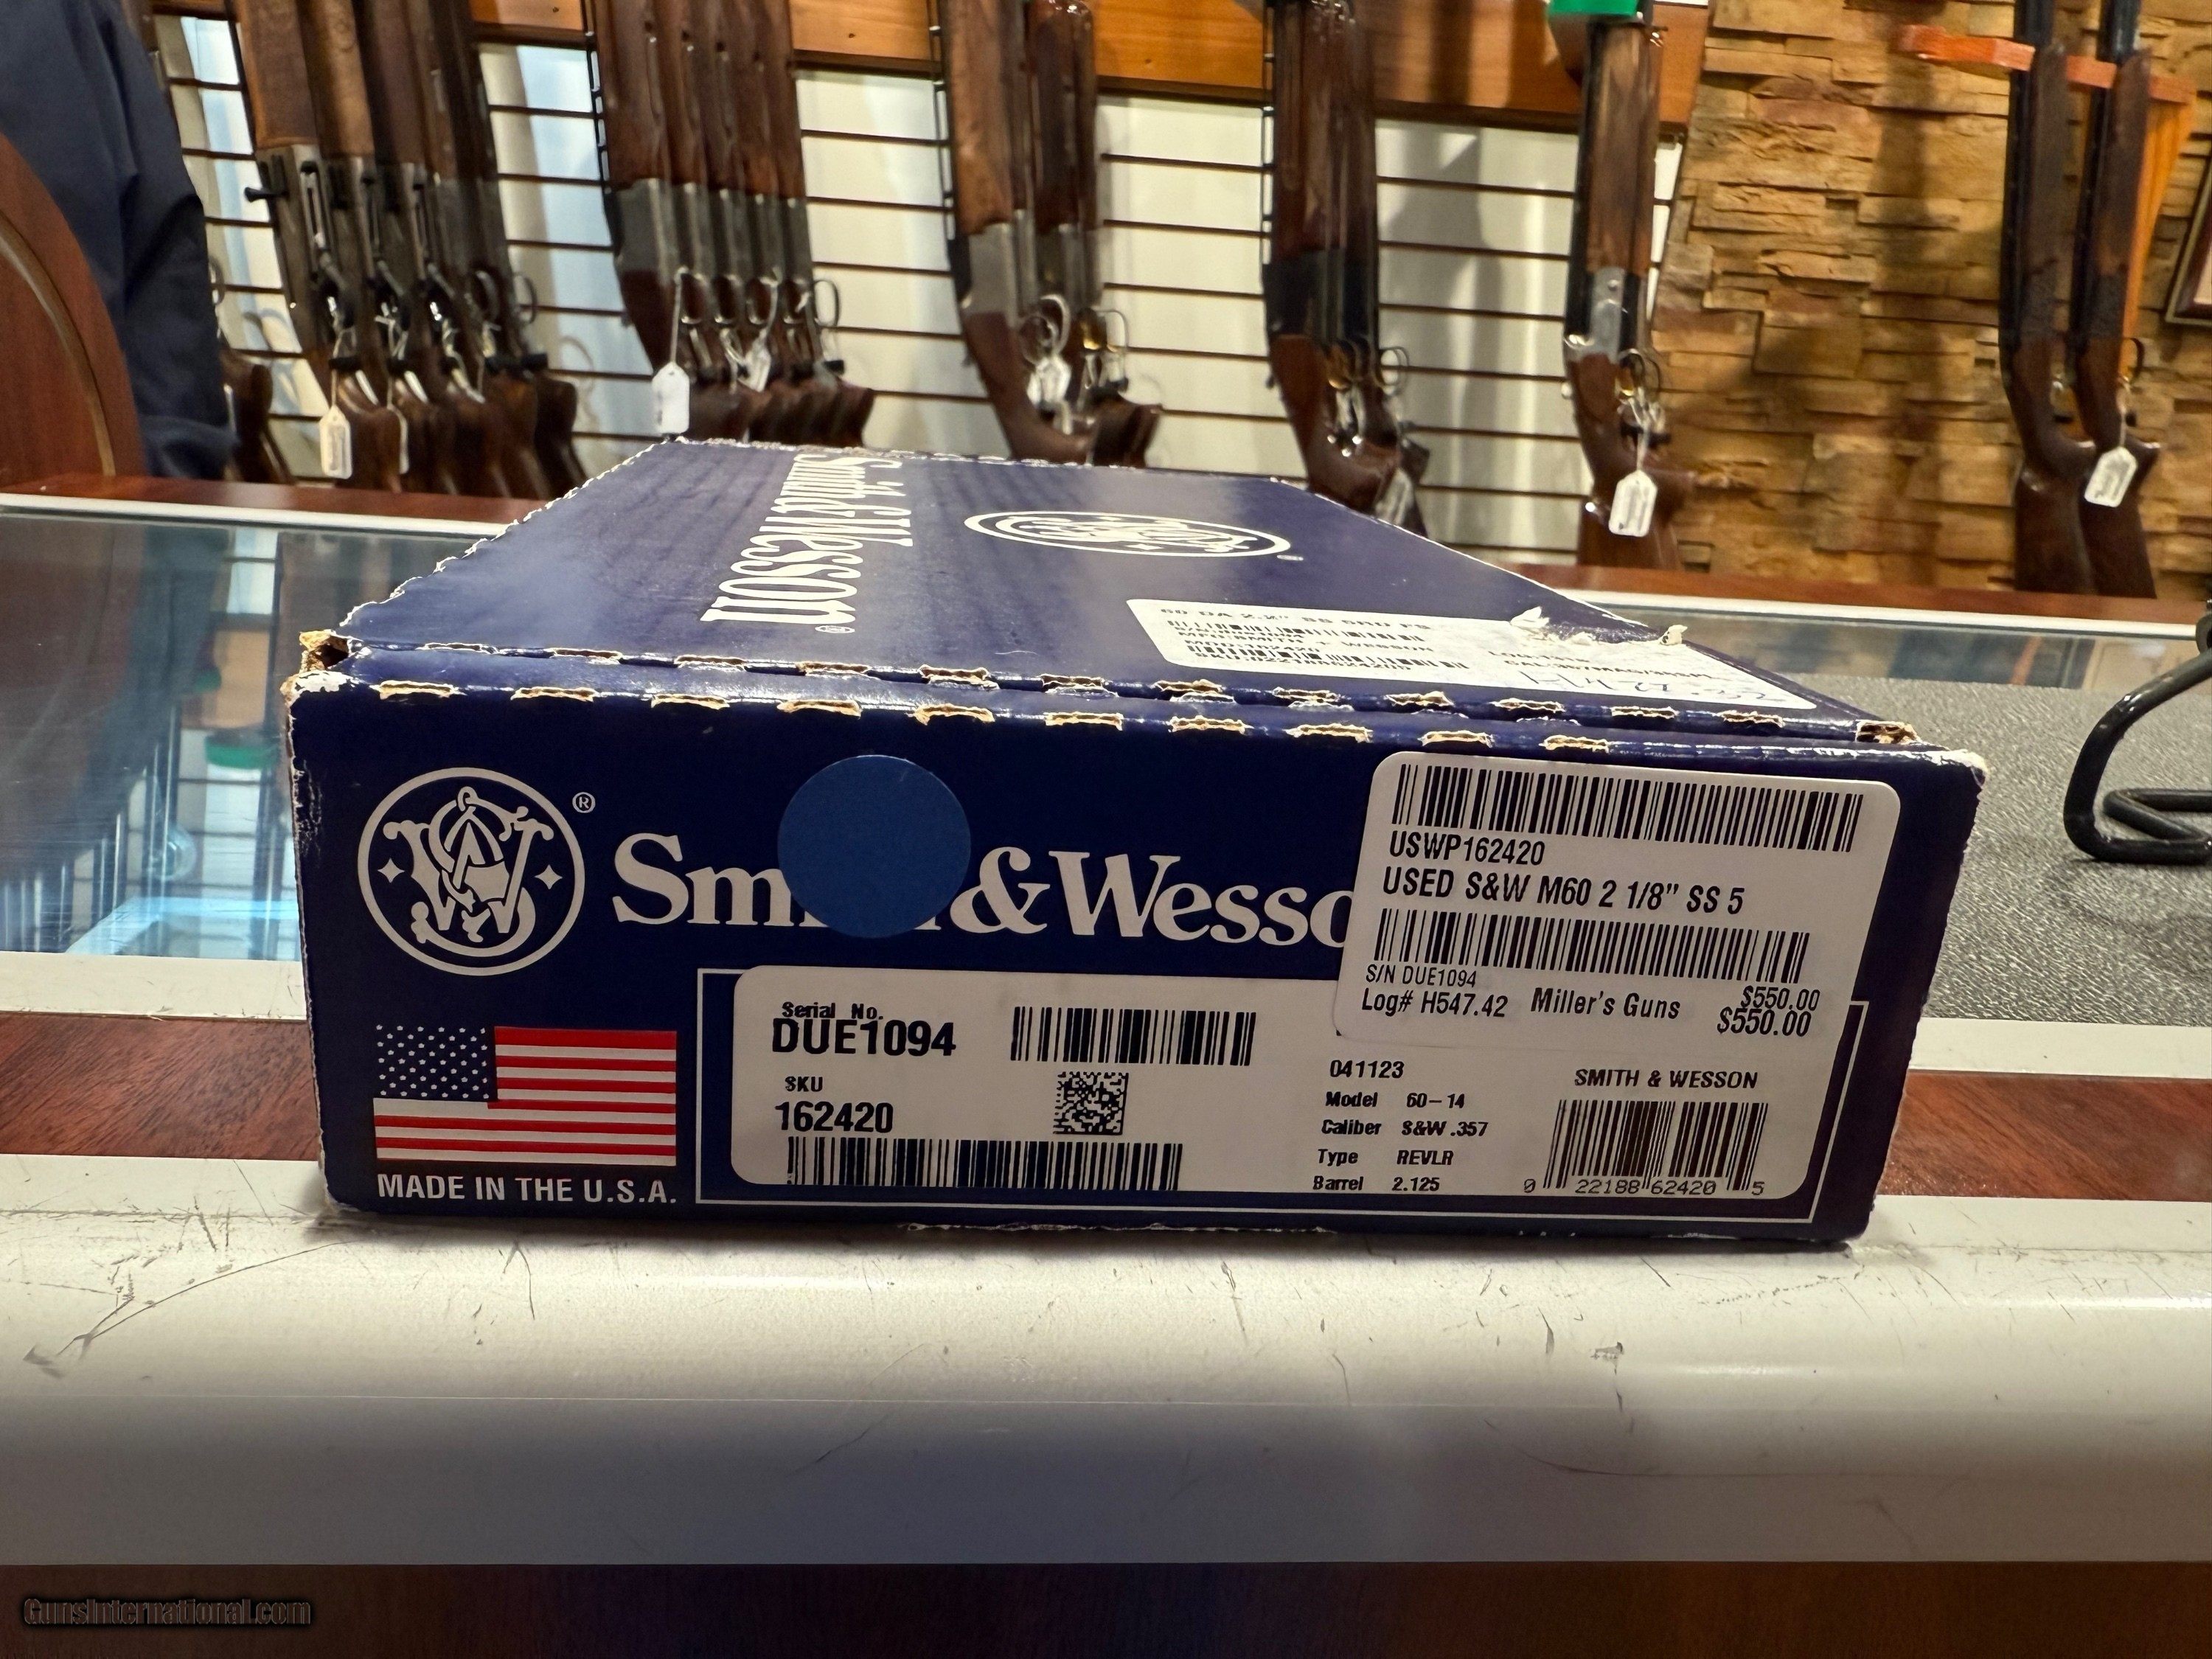 Smith & Wesson
®
®
Sm & Wesso
MADE IN THE U.S.A.
USWP162420
USED S&W M60 2 1/8" SS 5
S/N DUE1094
Log# H547.42 Miller's Guns $550.00
$550.00
Serial No.
DUE1094
SKU
162420
041123
Model 60-14
Caliber S&W .357
Type REVLR
Barrel 2.125
SMITH & WESSON
0 22188 62420 5
GunsInternational.com